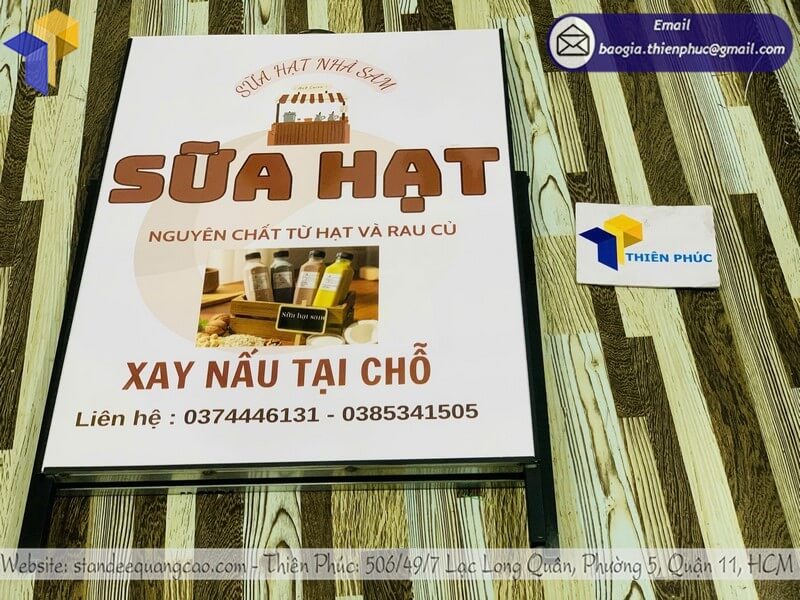 Email
baogia.thienphuc@gmail.com
SỮA HẠT NHÀ SAM
SỮA HẠT
NGUYÊN CHẤT TỪ HẠT VÀ RAU CỦ
Sữa hạt sam
XAY NẤU TẠI CHỖ
Liên hệ : 0374446131 - 0385341505
THIÊN PHÚC
Website: standeequangcao.com - Thiên Phúc: 506/49/7 Lạc Long Quân, Phường 5, Quận 11, HCM